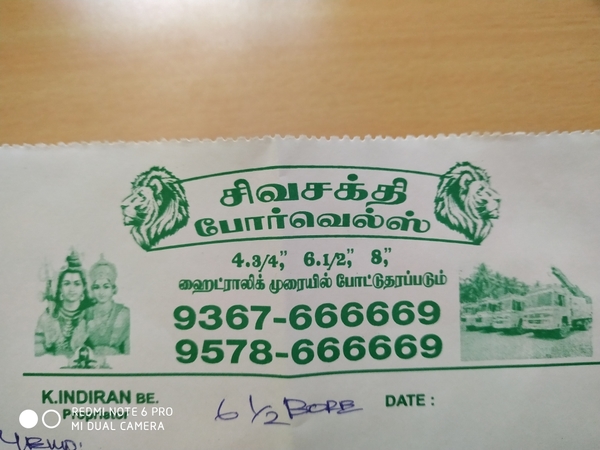 சிவசக்தி
போர்வெல்ஸ்
4.3/4,” 6.1/2,” 8,”
ஹைட்ராலிக் முரையில் போட்டுதரப்படும்
9367-666669
9578-666669
K.INDIRAN BE.
Proprietor
6 1/2 BORE
DATE :
REDMI NOTE 6 PRO
MI DUAL CAMERA